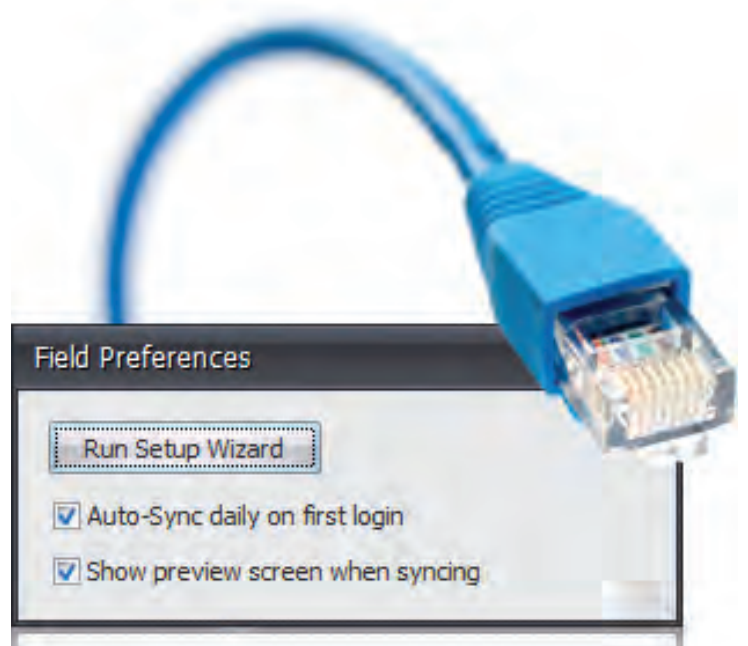 Field Preferences
Run Setup Wizard
Auto-Sync daily on first login
Show preview screen when syncing